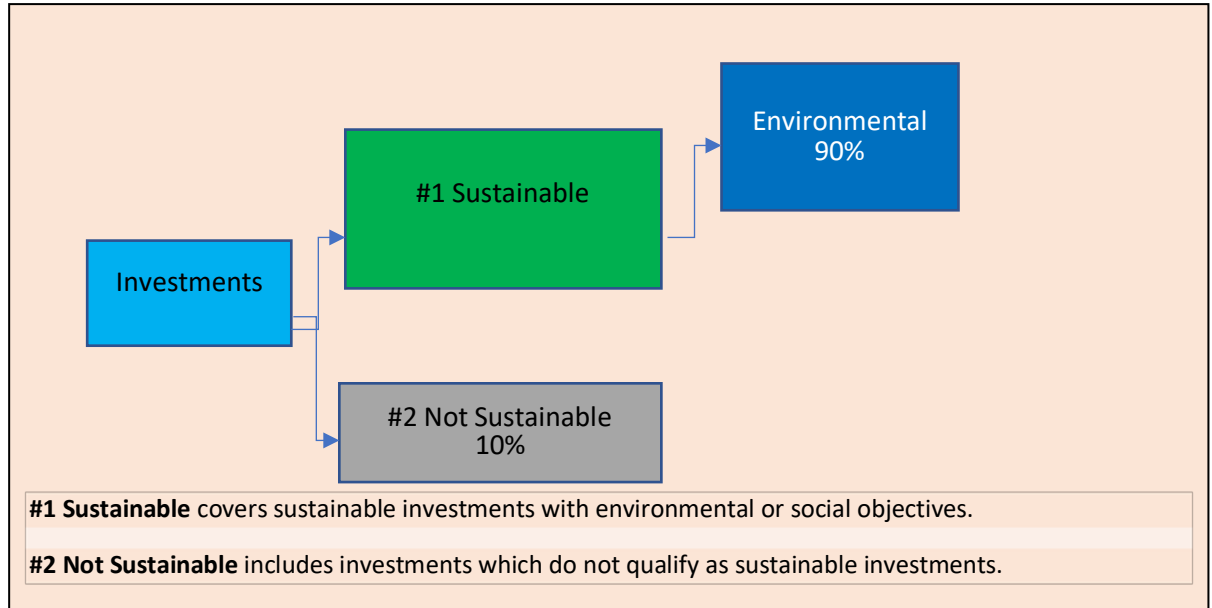 Environmental
90%
#1 Sustainable
Investments
#2 Not Sustainable
10%
#1 Sustainable covers sustainable investments with environmental or social objectives.
#2 Not Sustainable includes investments which do not qualify as sustainable investments.